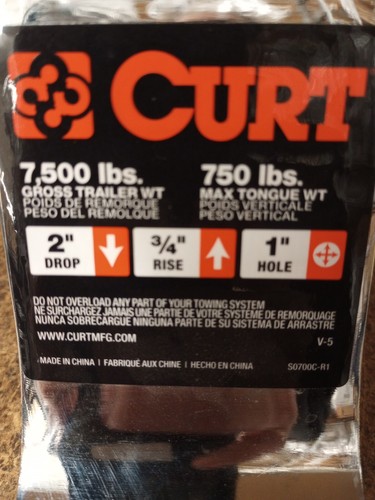 CURT
7,500 lbs. 750 lbs.
GROSS TRAILER WT MAX TONGUE WT
POIDS DE REMORQUE POIDS VERTICALE
PESO DEL REMOLQUE PESO VERTICAL
2" 3/4" 1"
DROP RISE HOLE
DO NOT OVERLOAD ANY PART OF YOUR TOWING SYSTEM
NE SURCHARGEZ JAMAIS UNE PARTIE DE VOTRE SYSTÈME DE REMORQUAGE
NUNCA SOBRECARGUE NINGUNA PARTE DE SU SISTEMA DE ARRASTRE
WWW.CURTMFG.COM V-5
MADE IN CHINA | FABRIQUÉ AUX CHINE | HECHO EN CHINA S0700C-R1